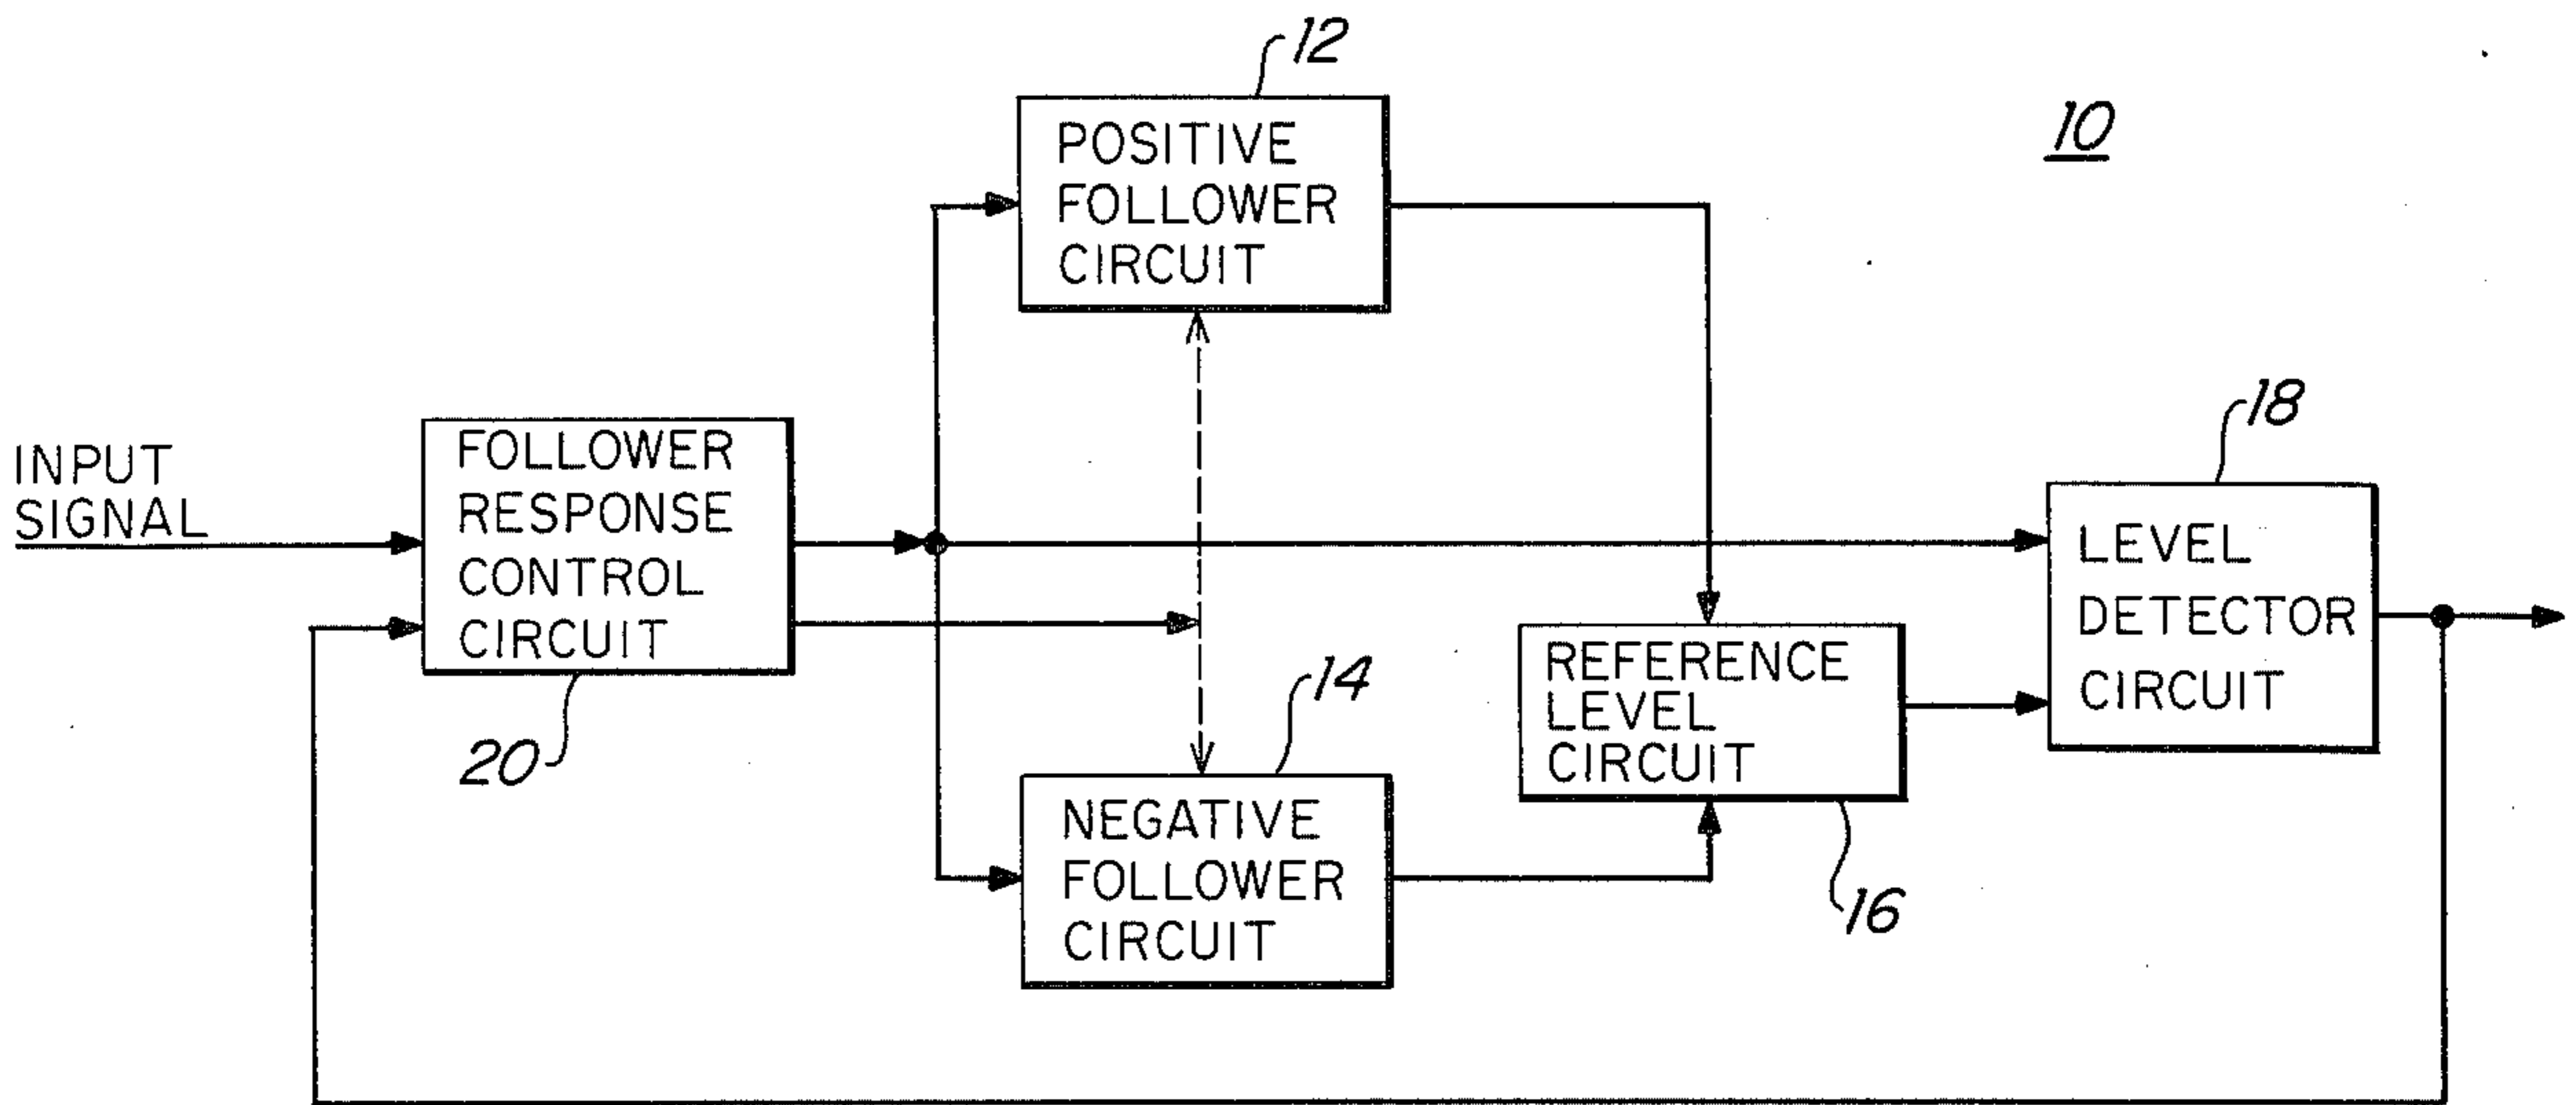 12
POSITIVE
FOLLOWER
CIRCUIT
10
INPUT
SIGNAL
FOLLOWER
RESPONSE
CONTROL
CIRCUIT
20
18
LEVEL
DETECTOR
CIRCUIT
REFERENCE
LEVEL
CIRCUIT
16
14
NEGATIVE
FOLLOWER
CIRCUIT